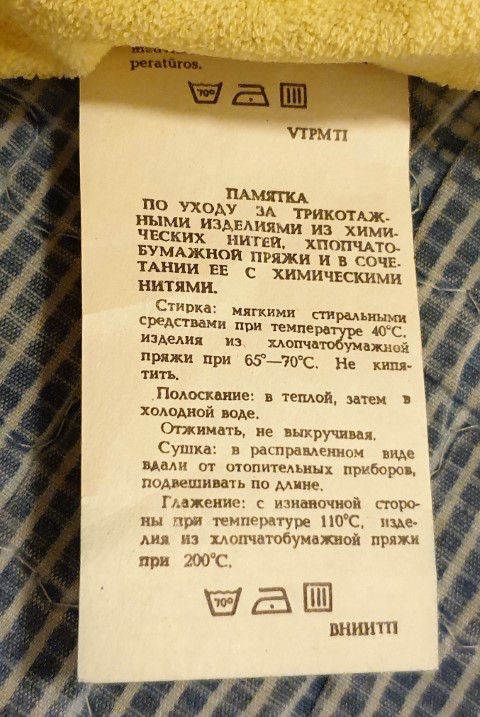 peratūros.
70°
VTPMTI
ПАМЯТКА
ПО УХОДУ ЗА ТРИКОТАЖ-
НЫМИ ИЗДЕЛИЯМИ ИЗ ХИМИ-
ЧЕСКИХ НИТЕЙ, ХПОПЧАТО-
БУМАЖНОЙ ПРЯЖИ И В СОЧЕ-
ТАНИИ ЕЕ С ХИМИЧЕСКИМИ
НИТЯМИ.
Стирка: мягкими стиральными
средствами при температуре 40°С.
изделия из хлопчатобумажной
пряжи при 65°—70°С. Не кипя-
тить.
Полоскание: в теплой, затем в
холодной воде.
Отжимать, не выкручивая.
Сушка: в расправленном виде
вдали от отопительных приборов,
подвешивать по длине.
Глажение: с изнаночной сторо-
ны при температуре 110°С, изде-
лия из хлопчатобумажной пряжи
при 200°С.
70°
ВНИИТП